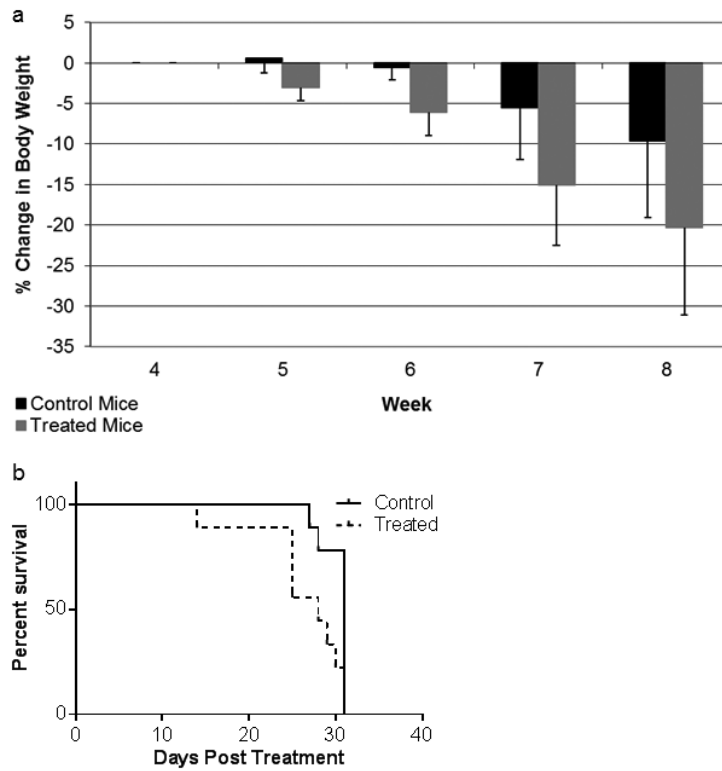 a
5
0
-5
-10
-15
-20
-25
-30
-35
% Change in Body Weight
4 5 6 7 8
Week
Control Mice
Treated Mice
b
100
50
0
Percent survival
Control
Treated
0 10 20 30 40
Days Post Treatment